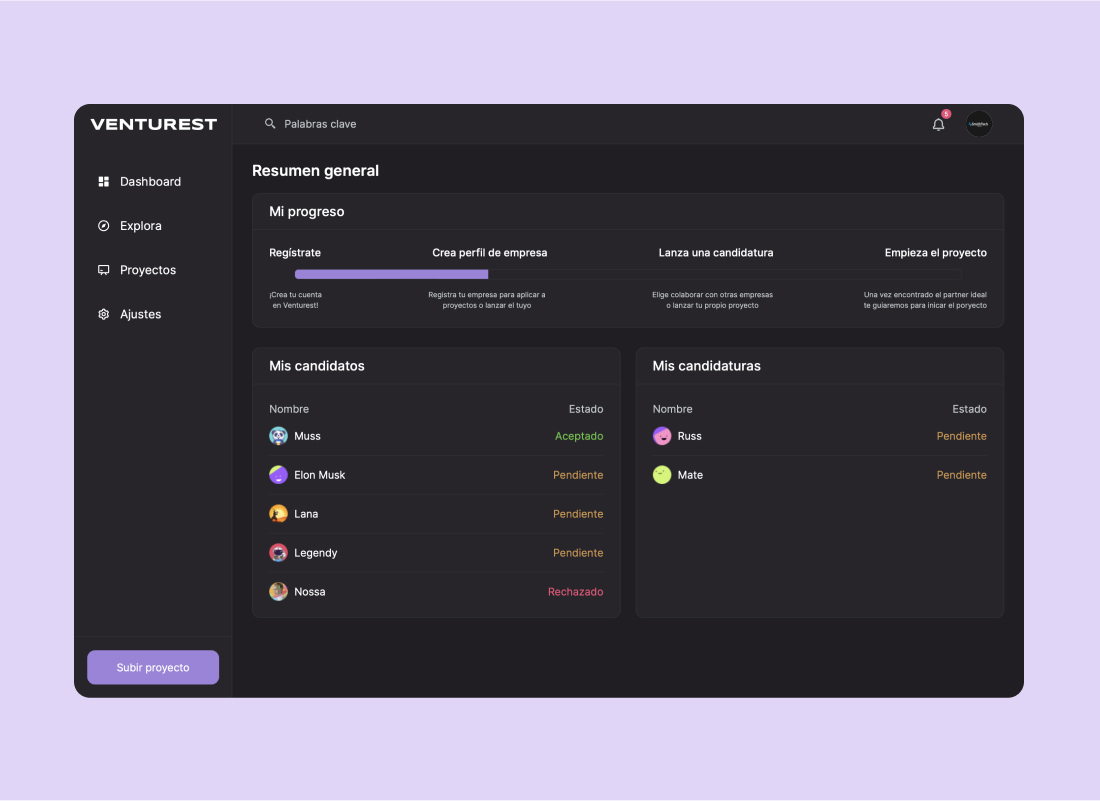 VENTUREST
Palabras clave
5
Dashboard
Explora
Proyectos
Ajustes
Subir proyecto
Resumen general
Mi progreso
Regístrate
Crea perfil de empresa
Lanza una candidatura
Empieza el proyecto
¡Crea tu cuenta
en Venturest!
Registra tu empresa para aplicar a
proyectos o lanzar el tuyo
Elige colaborar con otras empresas
o lanzar tu propio proyecto
Una vez encontrado el partner ideal
te guiaremos para inicar el poryecto
Mis candidatos
Nombre Estado
Muss Aceptado
Elon Musk Pendiente
Lana Pendiente
Legendy Pendiente
Nossa Rechazado
Mis candidaturas
Nombre Estado
Russ Pendiente
Mate Pendiente